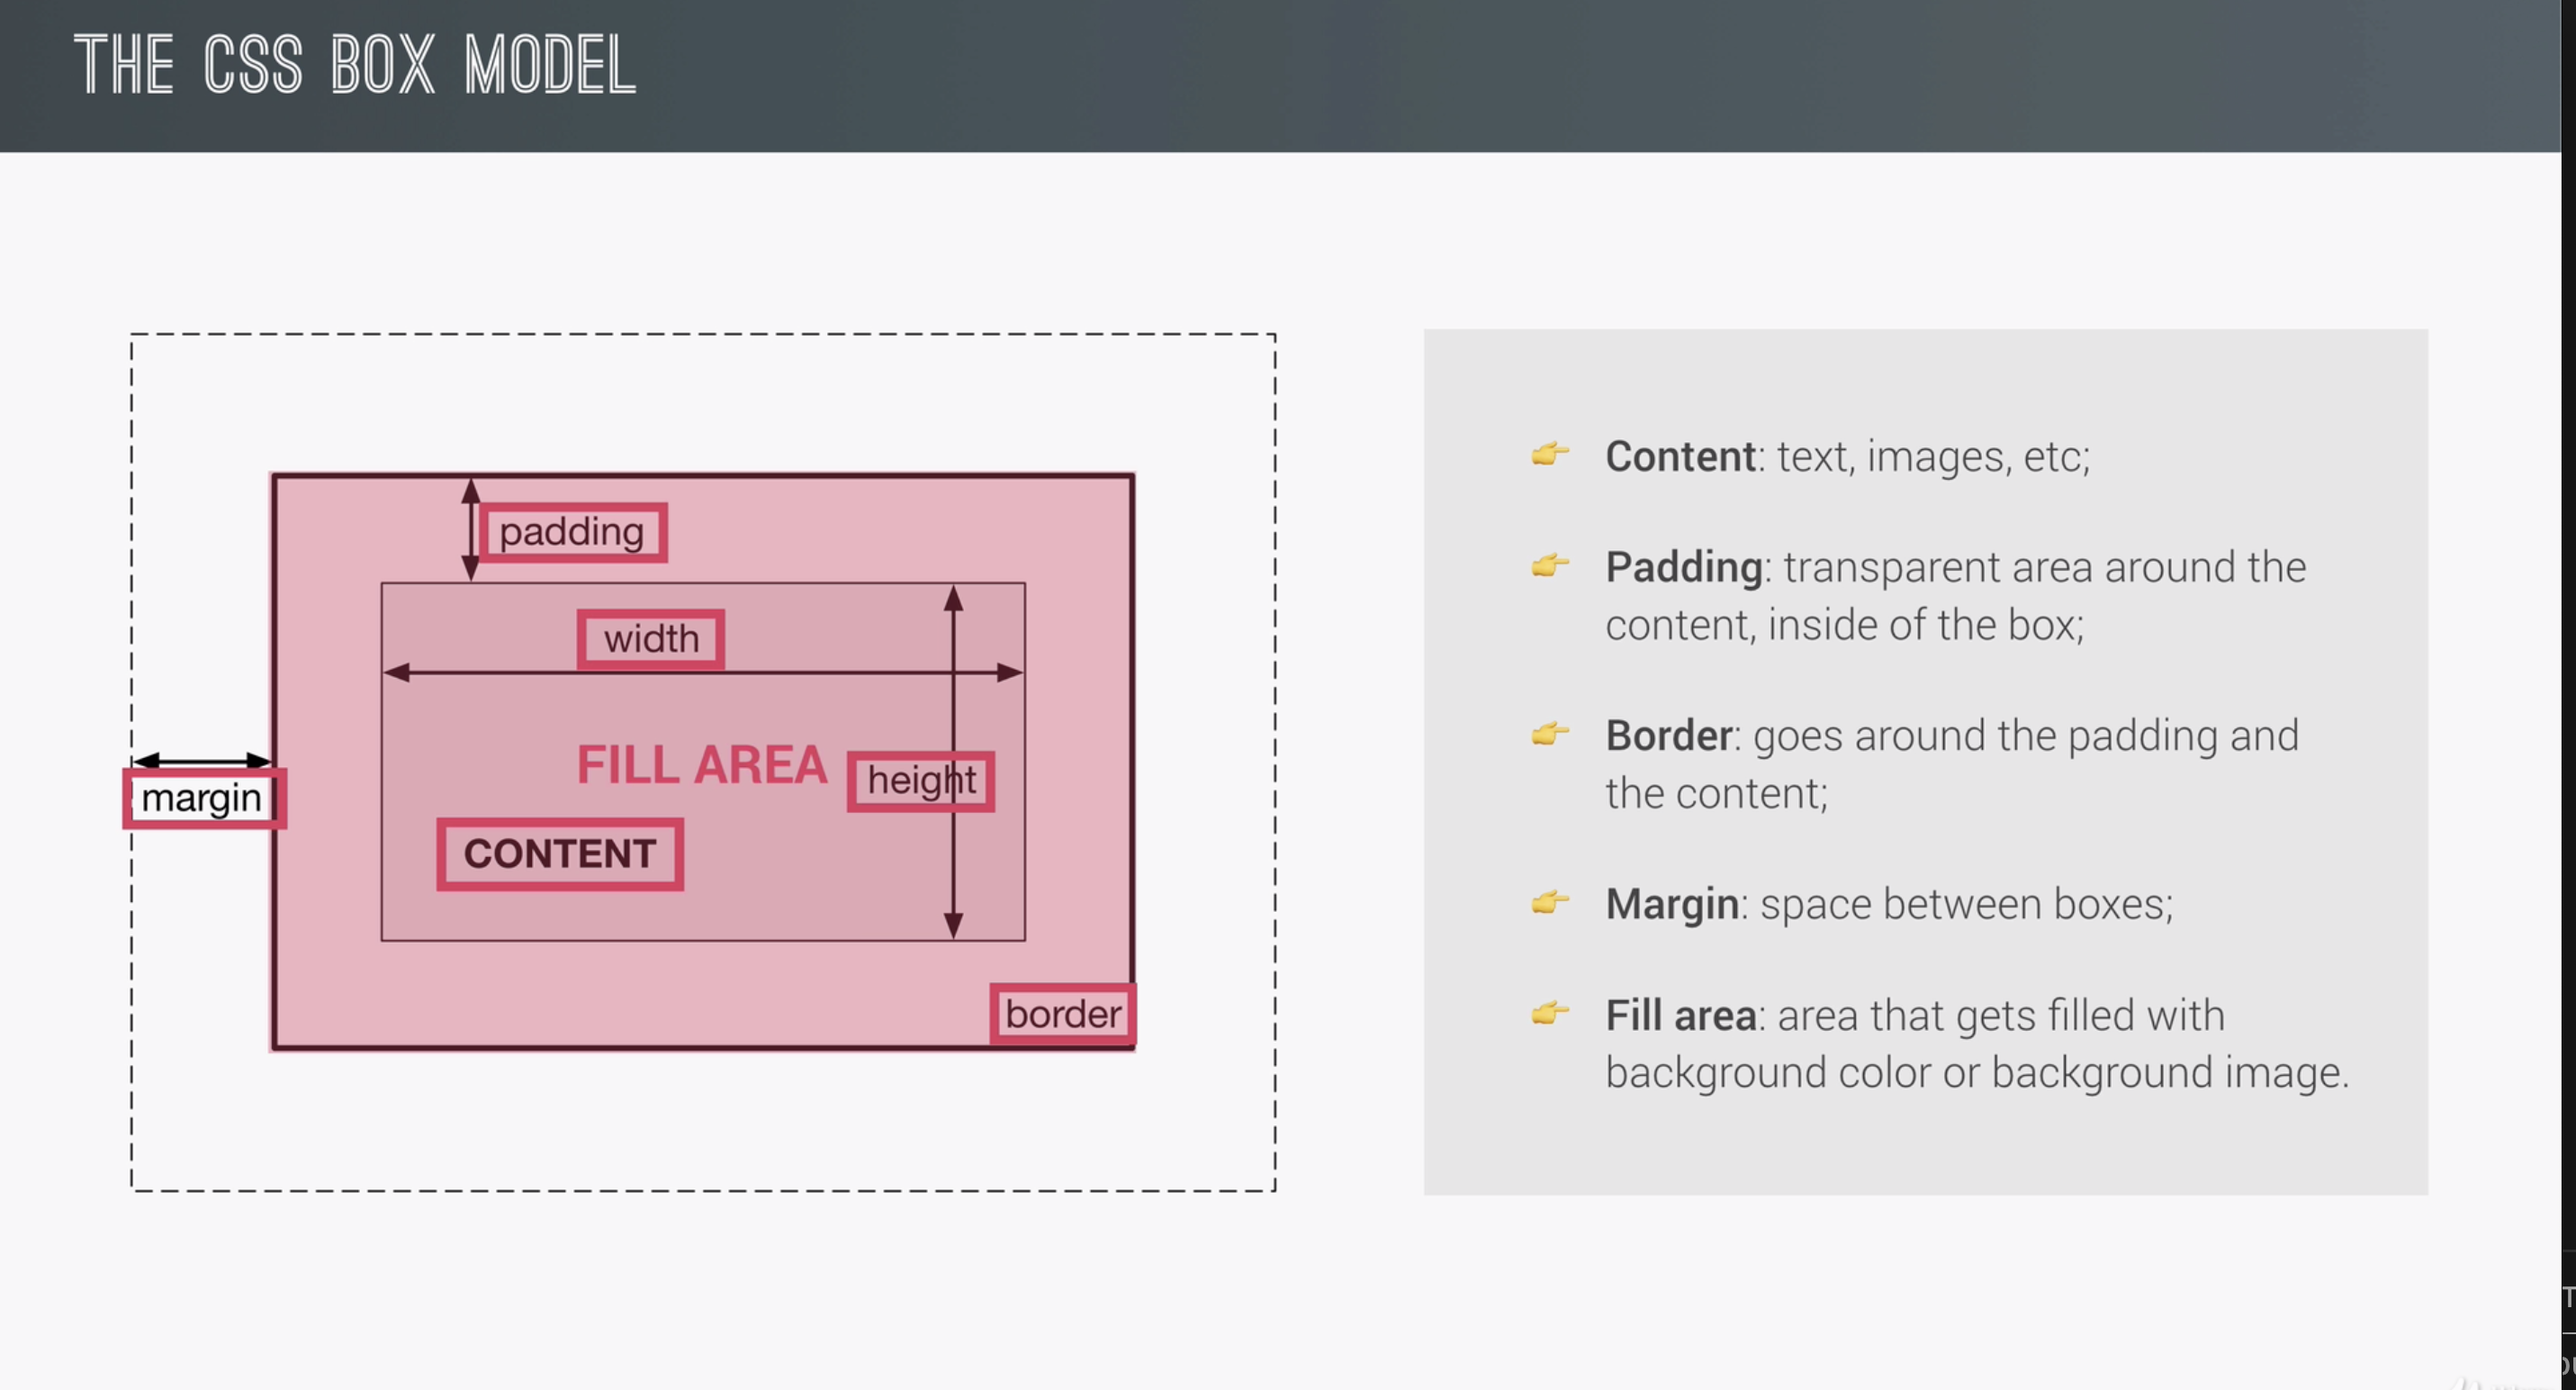 THE CSS BOX MODEL
padding
width
FILL AREA
height
margin
CONTENT
border
👉 Content: text, images, etc;
👉 Padding: transparent area around the
content, inside of the box;
👉 Border: goes around the padding and
the content;
👉 Margin: space between boxes;
👉 Fill area: area that gets filled with
background color or background image.